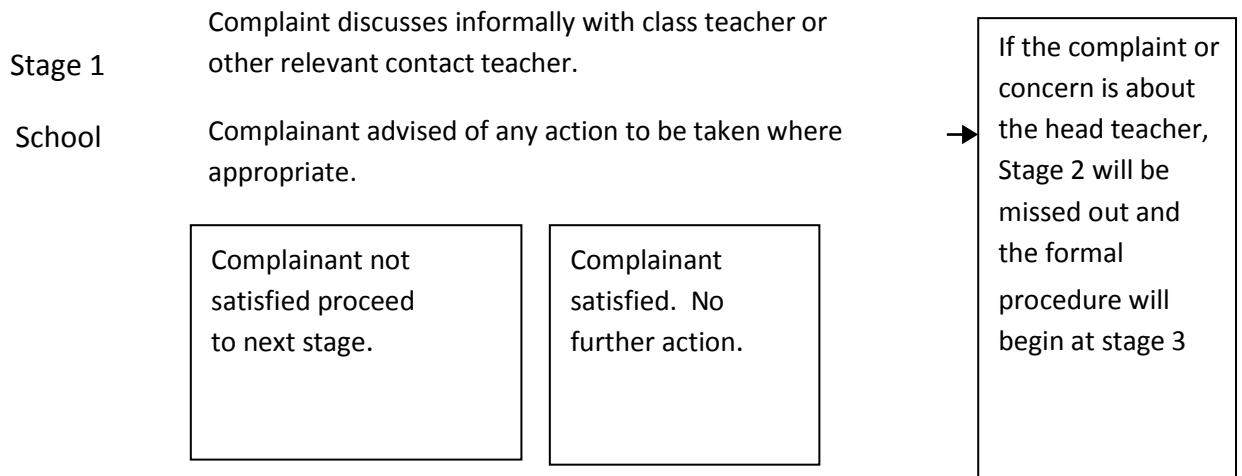 Stage 1
School
Complaint discusses informally with class teacher or
other relevant contact teacher.
Complainant advised of any action to be taken where
appropriate.
Complainant not
satisfied proceed
to next stage.
Complainant
satisfied.  No
further action.
If the complaint or
concern is about
the head teacher,
Stage 2 will be
missed out and
the formal
procedure will
begin at stage 3